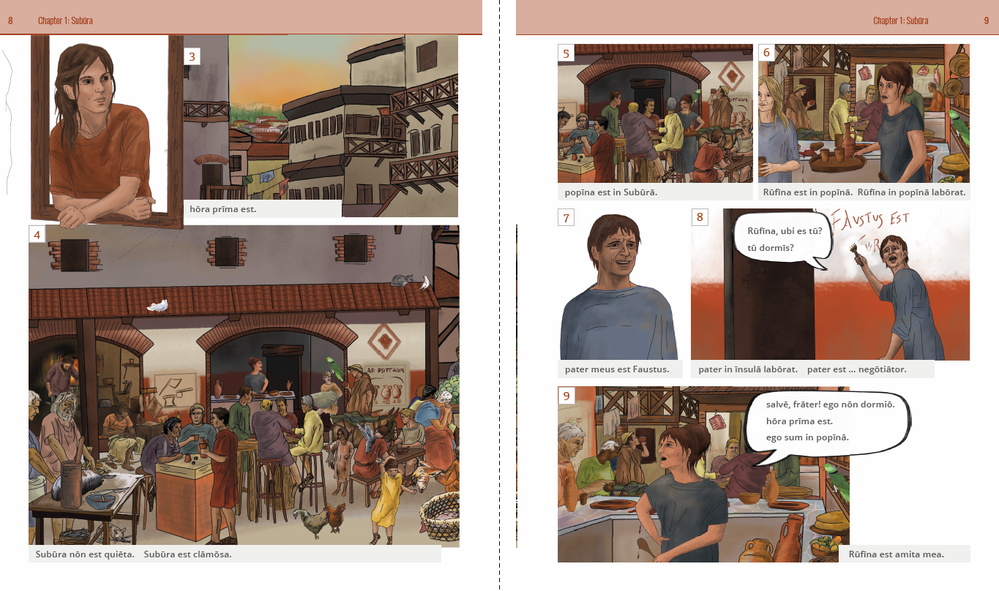 8 Chapter 1: Subūra
3
hōra prīma est.
4
AD PSITTACUM
Subūra nōn est quiēta. Subūra est clāmōsa.
Chapter 1: Subūra 9
5
popīna est in Subūrā.
6
Rūfīna est in popīnā. Rūfīna in popīnā labōrat.
7
pater meus est Faustus.
8
FAUSTUS EST
FUR
Rūfīna, ubi es tū?
tū dormīs?
pater in īnsulā labōrat. pater est ... negōtiātor.
9
salvē, frāter! ego nōn dormiō.
hōra prīma est.
ego sum in popīnā.
Rūfīna est amita mea.